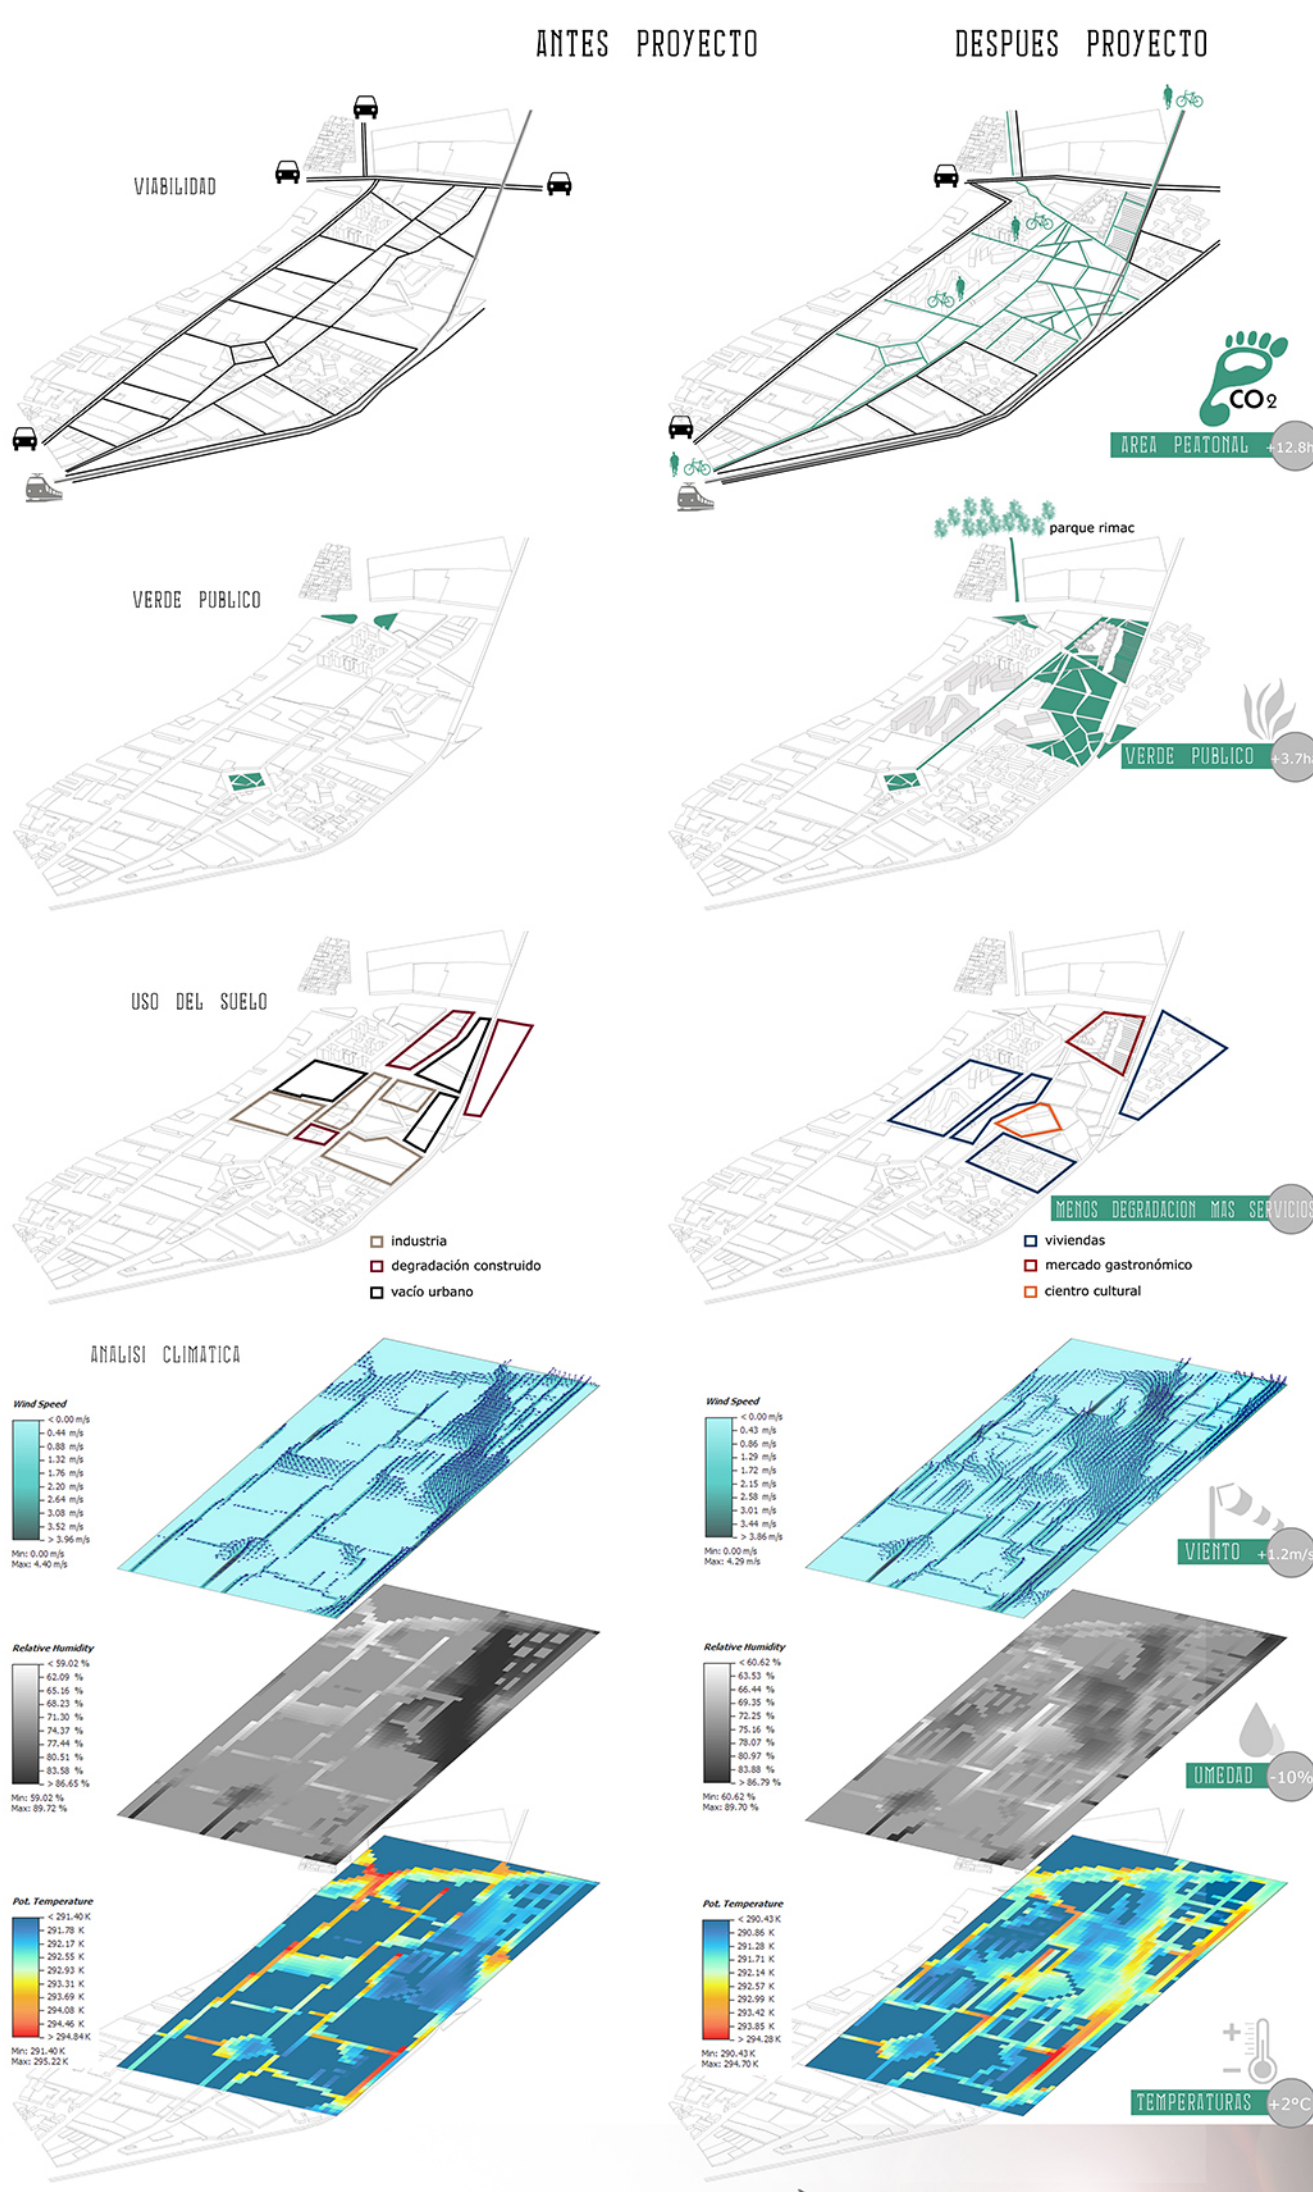 ANTES PROYECTO
DESPUES PROYECTO
VIABILIDAD
CO2
AREA PEATONAL +12.8h
parque rimac
VERDE PUBLICO
VERDE PUBLICO +3.7ha
USO DEL SUELO
MENOS DEGRADACION MAS SERVICIOS
industria
degradación construido
vacío urbano
viviendas
mercado gastronómico
cientro cultural
ANALISI CLIMATICA
Wind Speed
< 0.00 m/s
0.44 m/s
0.88 m/s
1.32 m/s
1.76 m/s
2.20 m/s
2.64 m/s
3.08 m/s
3.52 m/s
> 3.96 m/s
Min: 0.00 m/s
Max: 4.40 m/s
Wind Speed
< 0.00 m/s
0.43 m/s
0.86 m/s
1.29 m/s
1.72 m/s
2.15 m/s
2.58 m/s
3.01 m/s
3.44 m/s
> 3.86 m/s
Min: 0.00 m/s
Max: 4.29 m/s
VIENTO +1.2m/s
Relative Humidity
< 59.02 %
62.09 %
65.16 %
68.23 %
71.30 %
74.37 %
77.44 %
80.51 %
83.58 %
> 86.65 %
Min: 59.02 %
Max: 89.72 %
Relative Humidity
< 60.62 %
63.53 %
66.44 %
69.35 %
72.25 %
75.16 %
78.07 %
80.97 %
83.88 %
> 86.79 %
Min: 60.62 %
Max: 89.70 %
UMEDAD -10%
Pot. Temperature
< 291.40 K
291.78 K
292.17 K
292.55 K
292.93 K
293.31 K
293.69 K
294.08 K
294.46 K
> 294.84 K
Min: 291.40 K
Max: 295.22 K
Pot. Temperature
< 290.43 K
290.86 K
291.28 K
291.71 K
292.14 K
292.57 K
292.99 K
293.42 K
293.85 K
> 294.28 K
Min: 290.43 K
Max: 294.70 K
TEMPERATURAS +2°C